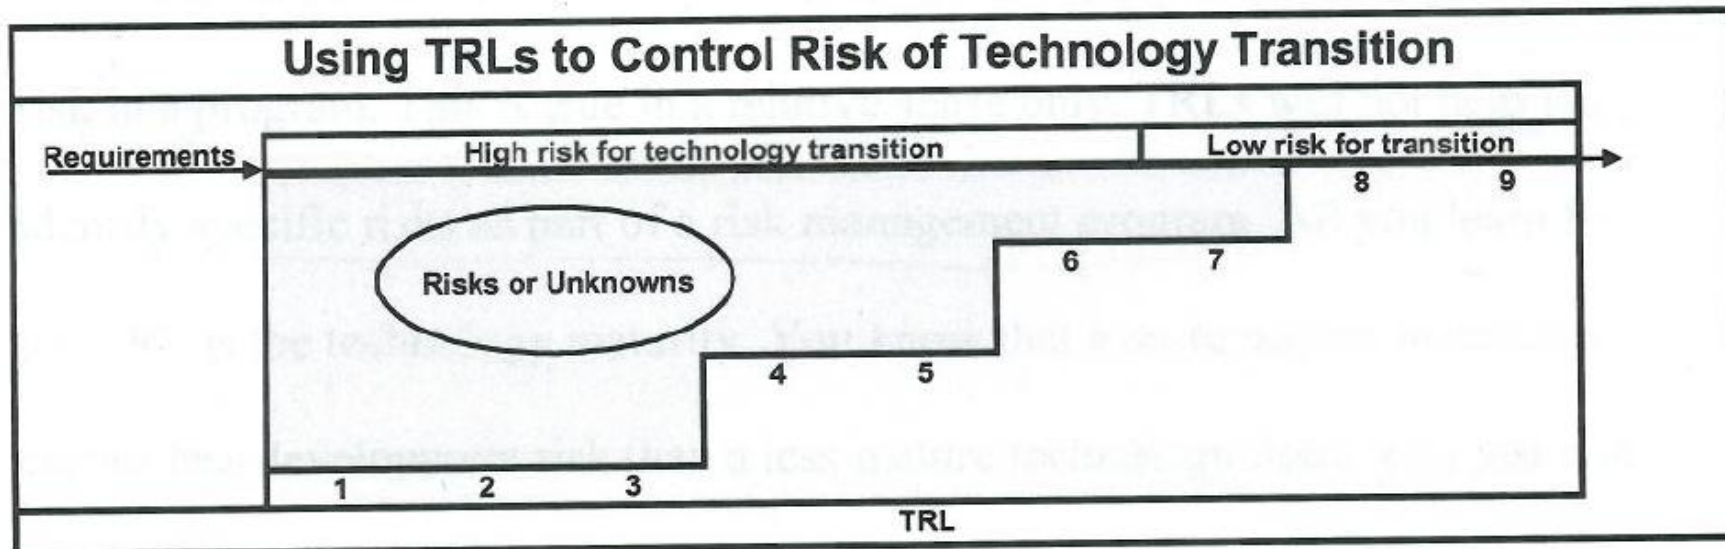 Using TRLs to Control Risk of Technology Transition
Requirements
High risk for technology transition
Low risk for transition
8 9
6 7
Risks or Unknowns
4 5
1 2 3
TRL